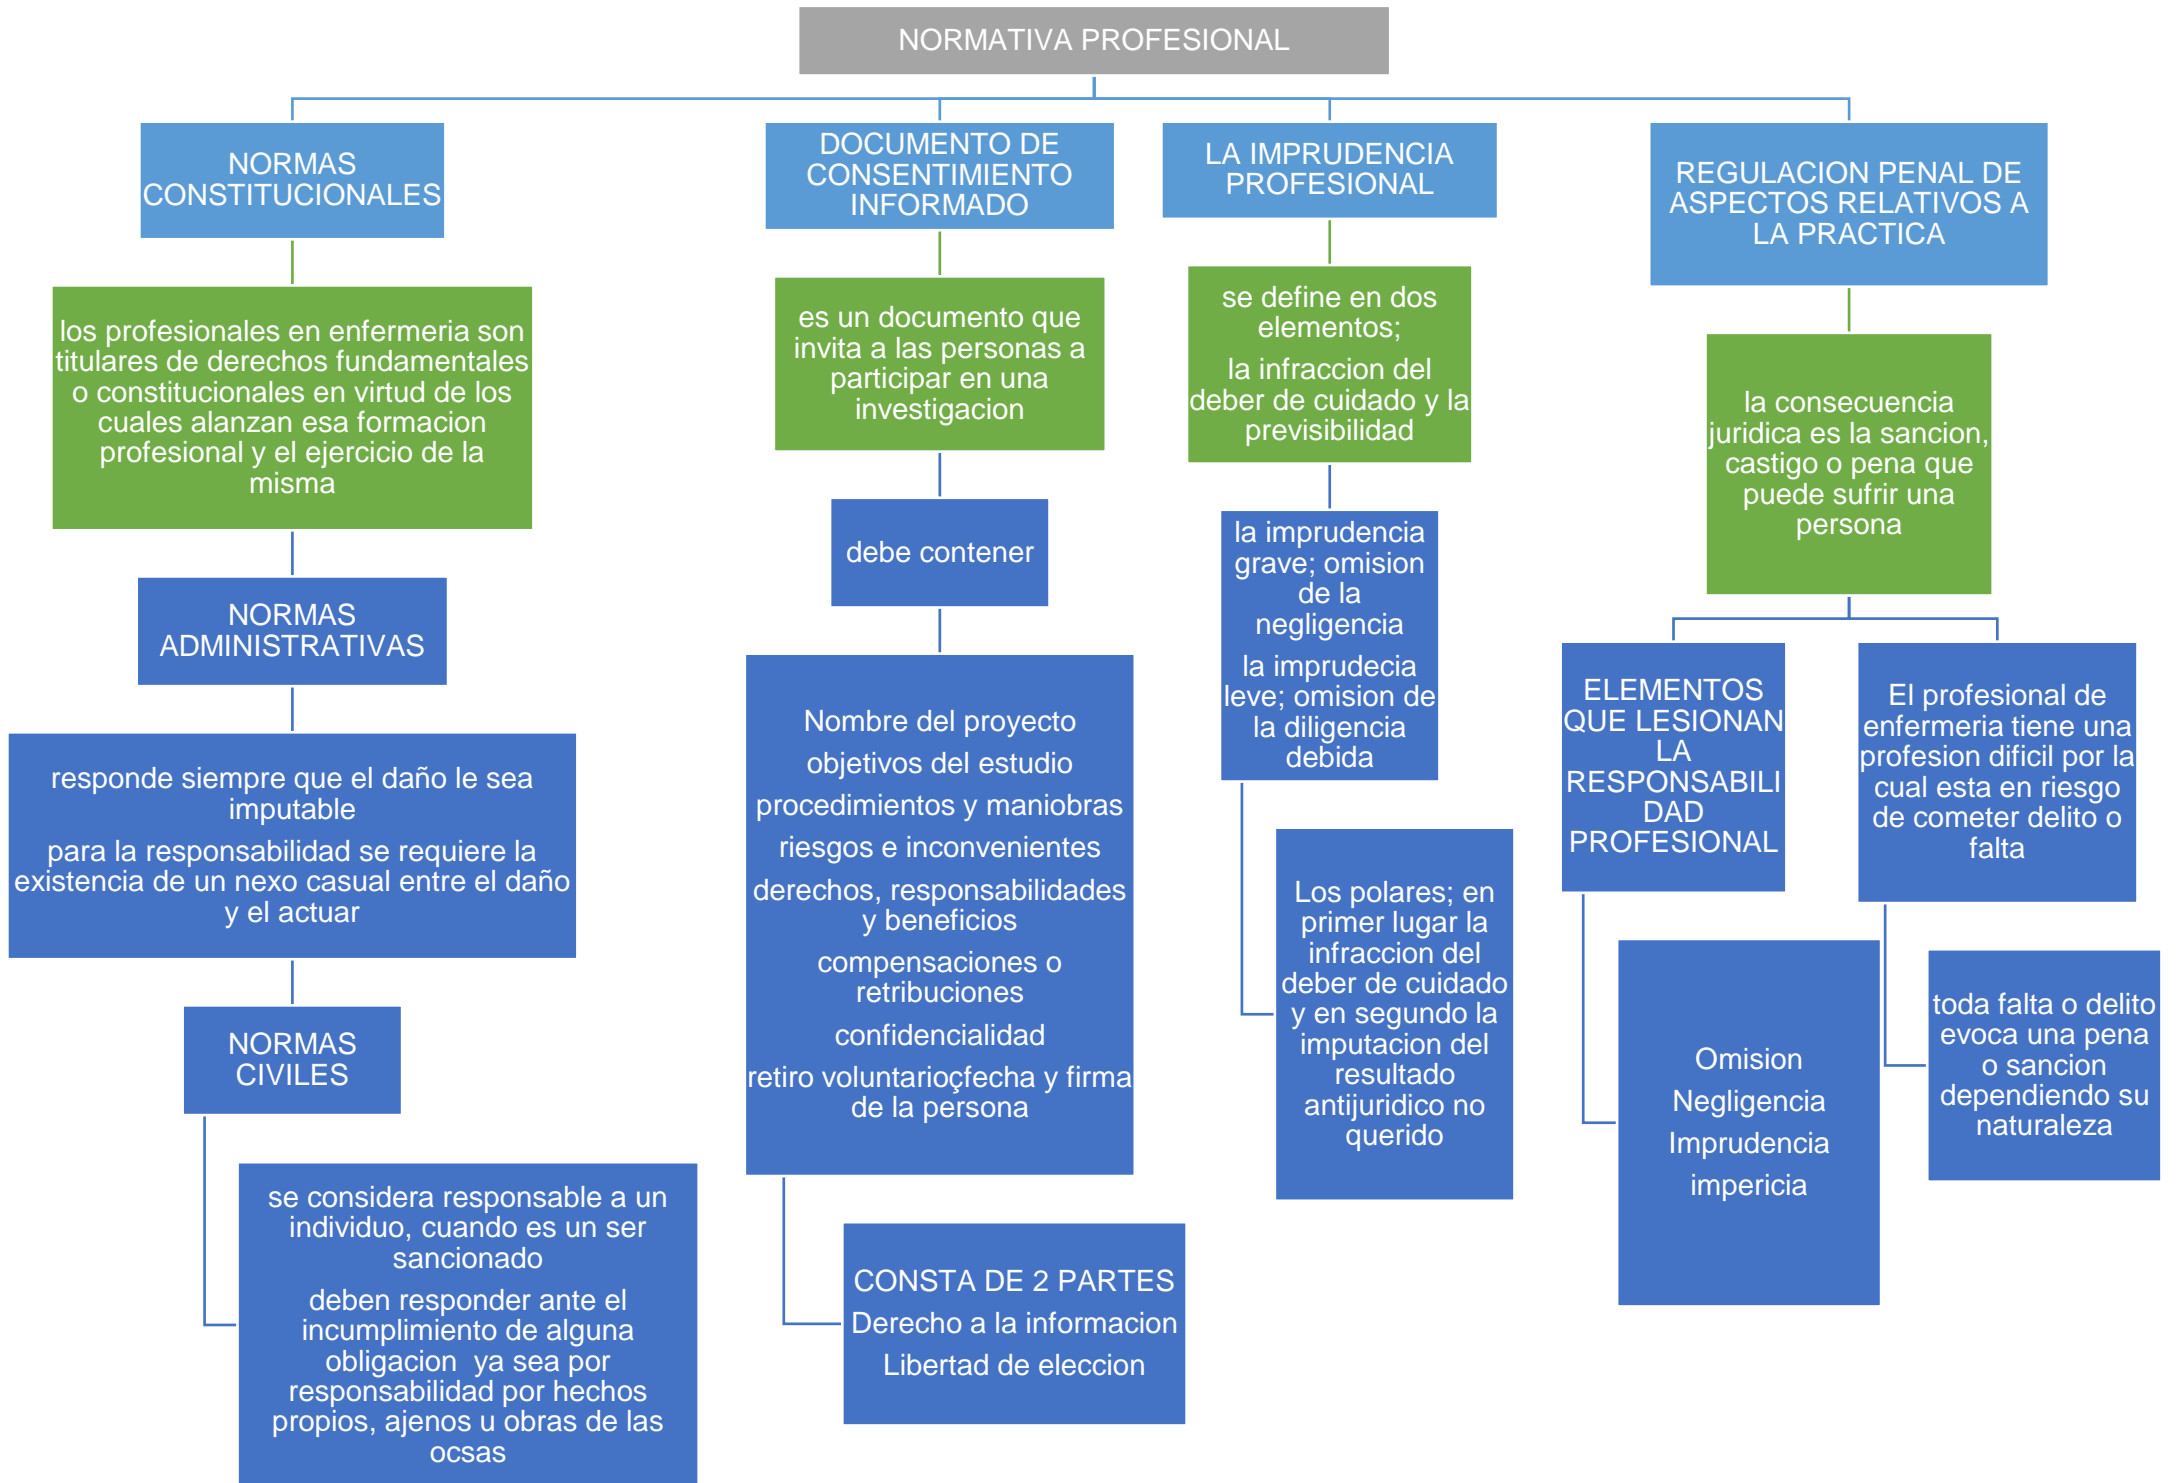 NORMATIVA PROFESIONAL
NORMAS
CONSTITUCIONALES
los profesionales en enfermeria son
titulares de derechos fundamentales
o constitucionales en virtud de los
cuales alanzan esa formacion
profesional y el ejercicio de la
misma
NORMAS
ADMINISTRATIVAS
responde siempre que el daño le sea
imputable
para la responsabilidad se requiere la
existencia de un nexo casual entre el daño
y el actuar
NORMAS
CIVILES
se considera responsable a un
individuo, cuando es un ser
sancionado
deben responder ante el
incumplimiento de alguna
obligacion  ya sea por
responsabilidad por hechos
propios, ajenos u obras de las
ocsas
DOCUMENTO DE
CONSENTIMIENTO
INFORMADO
es un documento que
invita a las personas a
participar en una
investigacion
debe contener
Nombre del proyecto
objetivos del estudio
procedimientos y maniobras
riesgos e inconvenientes
derechos, responsabilidades
y beneficios
compensaciones o
retribuciones
confidencialidad
retiro voluntarioçfecha y firma
de la persona
CONSTA DE 2 PARTES
Derecho a la informacion
Libertad de eleccion
LA IMPRUDENCIA
PROFESIONAL
se define en dos
elementos;
la infraccion del
deber de cuidado y la
previsibilidad
la imprudencia
grave; omision
de la
negligencia
la imprudecia
leve; omision de
la diligencia
debida
Los polares; en
primer lugar la
infraccion del
deber de cuidado
y en segundo la
imputacion del
resultado
antijuridico no
querido
REGULACION PENAL DE
ASPECTOS RELATIVOS A
LA PRACTICA
la consecuencia
juridica es la sancion,
castigo o pena que
puede sufrir una
persona
ELEMENTOS
QUE LESIONAN
LA
RESPONSABILI
DAD
PROFESIONAL
Omision
Negligencia
Imprudencia
impericia
El profesional de
enfermeria tiene una
profesion dificil por la
cual esta en riesgo
de cometer delito o
falta
toda falta o delito
evoca una pena
o sancion
dependiendo su
naturaleza